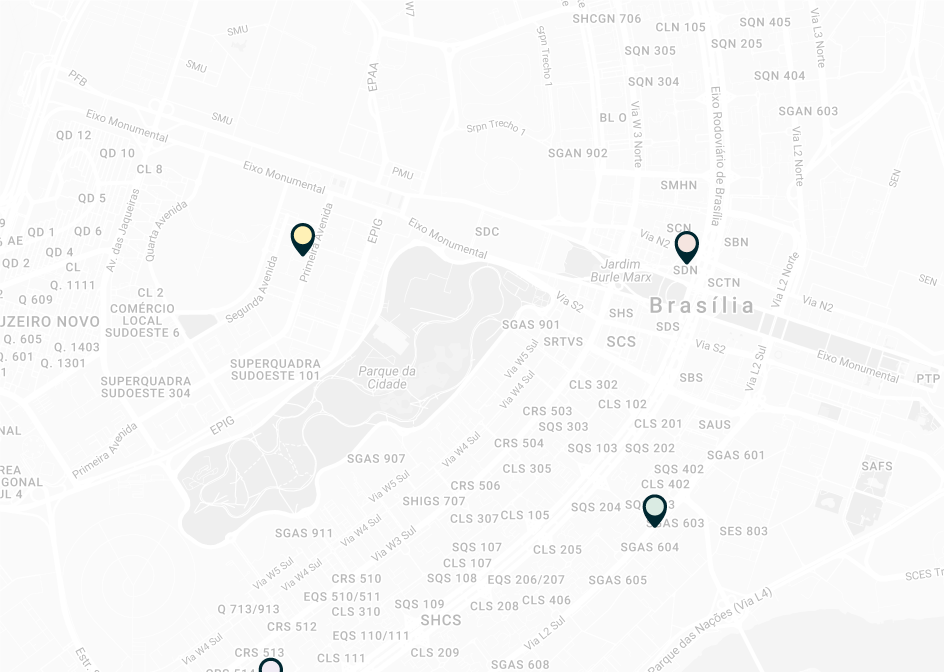 SHCGN 706
CLN 105
SQN 405
Via L3 Norte
W7
SMU
SQN 305
SQN 205
Srpn Trecho 1
SMU
PFB
EPAA
SQN 304
SQN 404
SMU
Eixo Monumental
BL O
Via W 3 Norte
Eixo Rodoviário de Brasília
SGAN 603
QD 12
Srpn Trecho 1
QD 10
SGAN 902
Via L2 Norte
CL 8
Eixo Monumental
PMU
SMHN
SEN
QD 5
Av. das Jaqueiras
Quarta Avenida
Primeira Avenida
EPIG
Eixo Monumental
SDC
SCN
Via N2
SBN
QD 1
QD 6
AE
QD 4
QD 2
CL
Jardim
Burle Marx
SDN
SCTN
Via L2 Norte
SEN
Q. 1111
Q 609
CL 2
COMÉRCIO
LOCAL
SUDOESTE 6
Segunda Avenida
Via S2
SHS
Brasília
Via N2
UZEIRO NOVO
SGAS 901
SDS
Q. 605
Q. 1403
Q. 601
Q. 1301
SRTVS
SCS
Via S2
SUPERQUADRA
SUDOESTE 101
Parque da
Cidade
Via W5 Sul
Via L2 Sul
Eixo Monumental
PTP
SUPERQUADRA
SUDOESTE 304
Via W4 Sul
CLS 302
SBS
CRS 503
CLS 102
EPIG
SQS 303
CLS 201
SAUS
NAL
Primeira Avenida
CRS 504
Via W4 Sul
SQS 103
SQS 202
SGAS 601
SGAS 907
CLS 305
SQS 402
SAFS
REA
GONAL
UL 4
Via W5 Sul
CRS 506
CLS 402
SHIGS 707
SQS 204
CLS 307
CLS 105
SGAS 603
SES 803
SGAS 911
Via W4 Sul
Via W3 Sul
SQS 107
CLS 205
SGAS 604
CLS 107
Via W5 Sul
Via W4 Sul
CRS 510
SQS 108
EQS 206/207
SGAS 605
SCES Tr
EQS 510/511
CLS 310
SQS 109
CLS 208
CLS 406
Parque das Nações (Via L4)
Q 713/913
CRS 512
SHCS
EQS 110/111
Via L2 Sul
Via W4 Sul
CRS 513
CLS 111
CLS 209
SGAS 608
Estr.